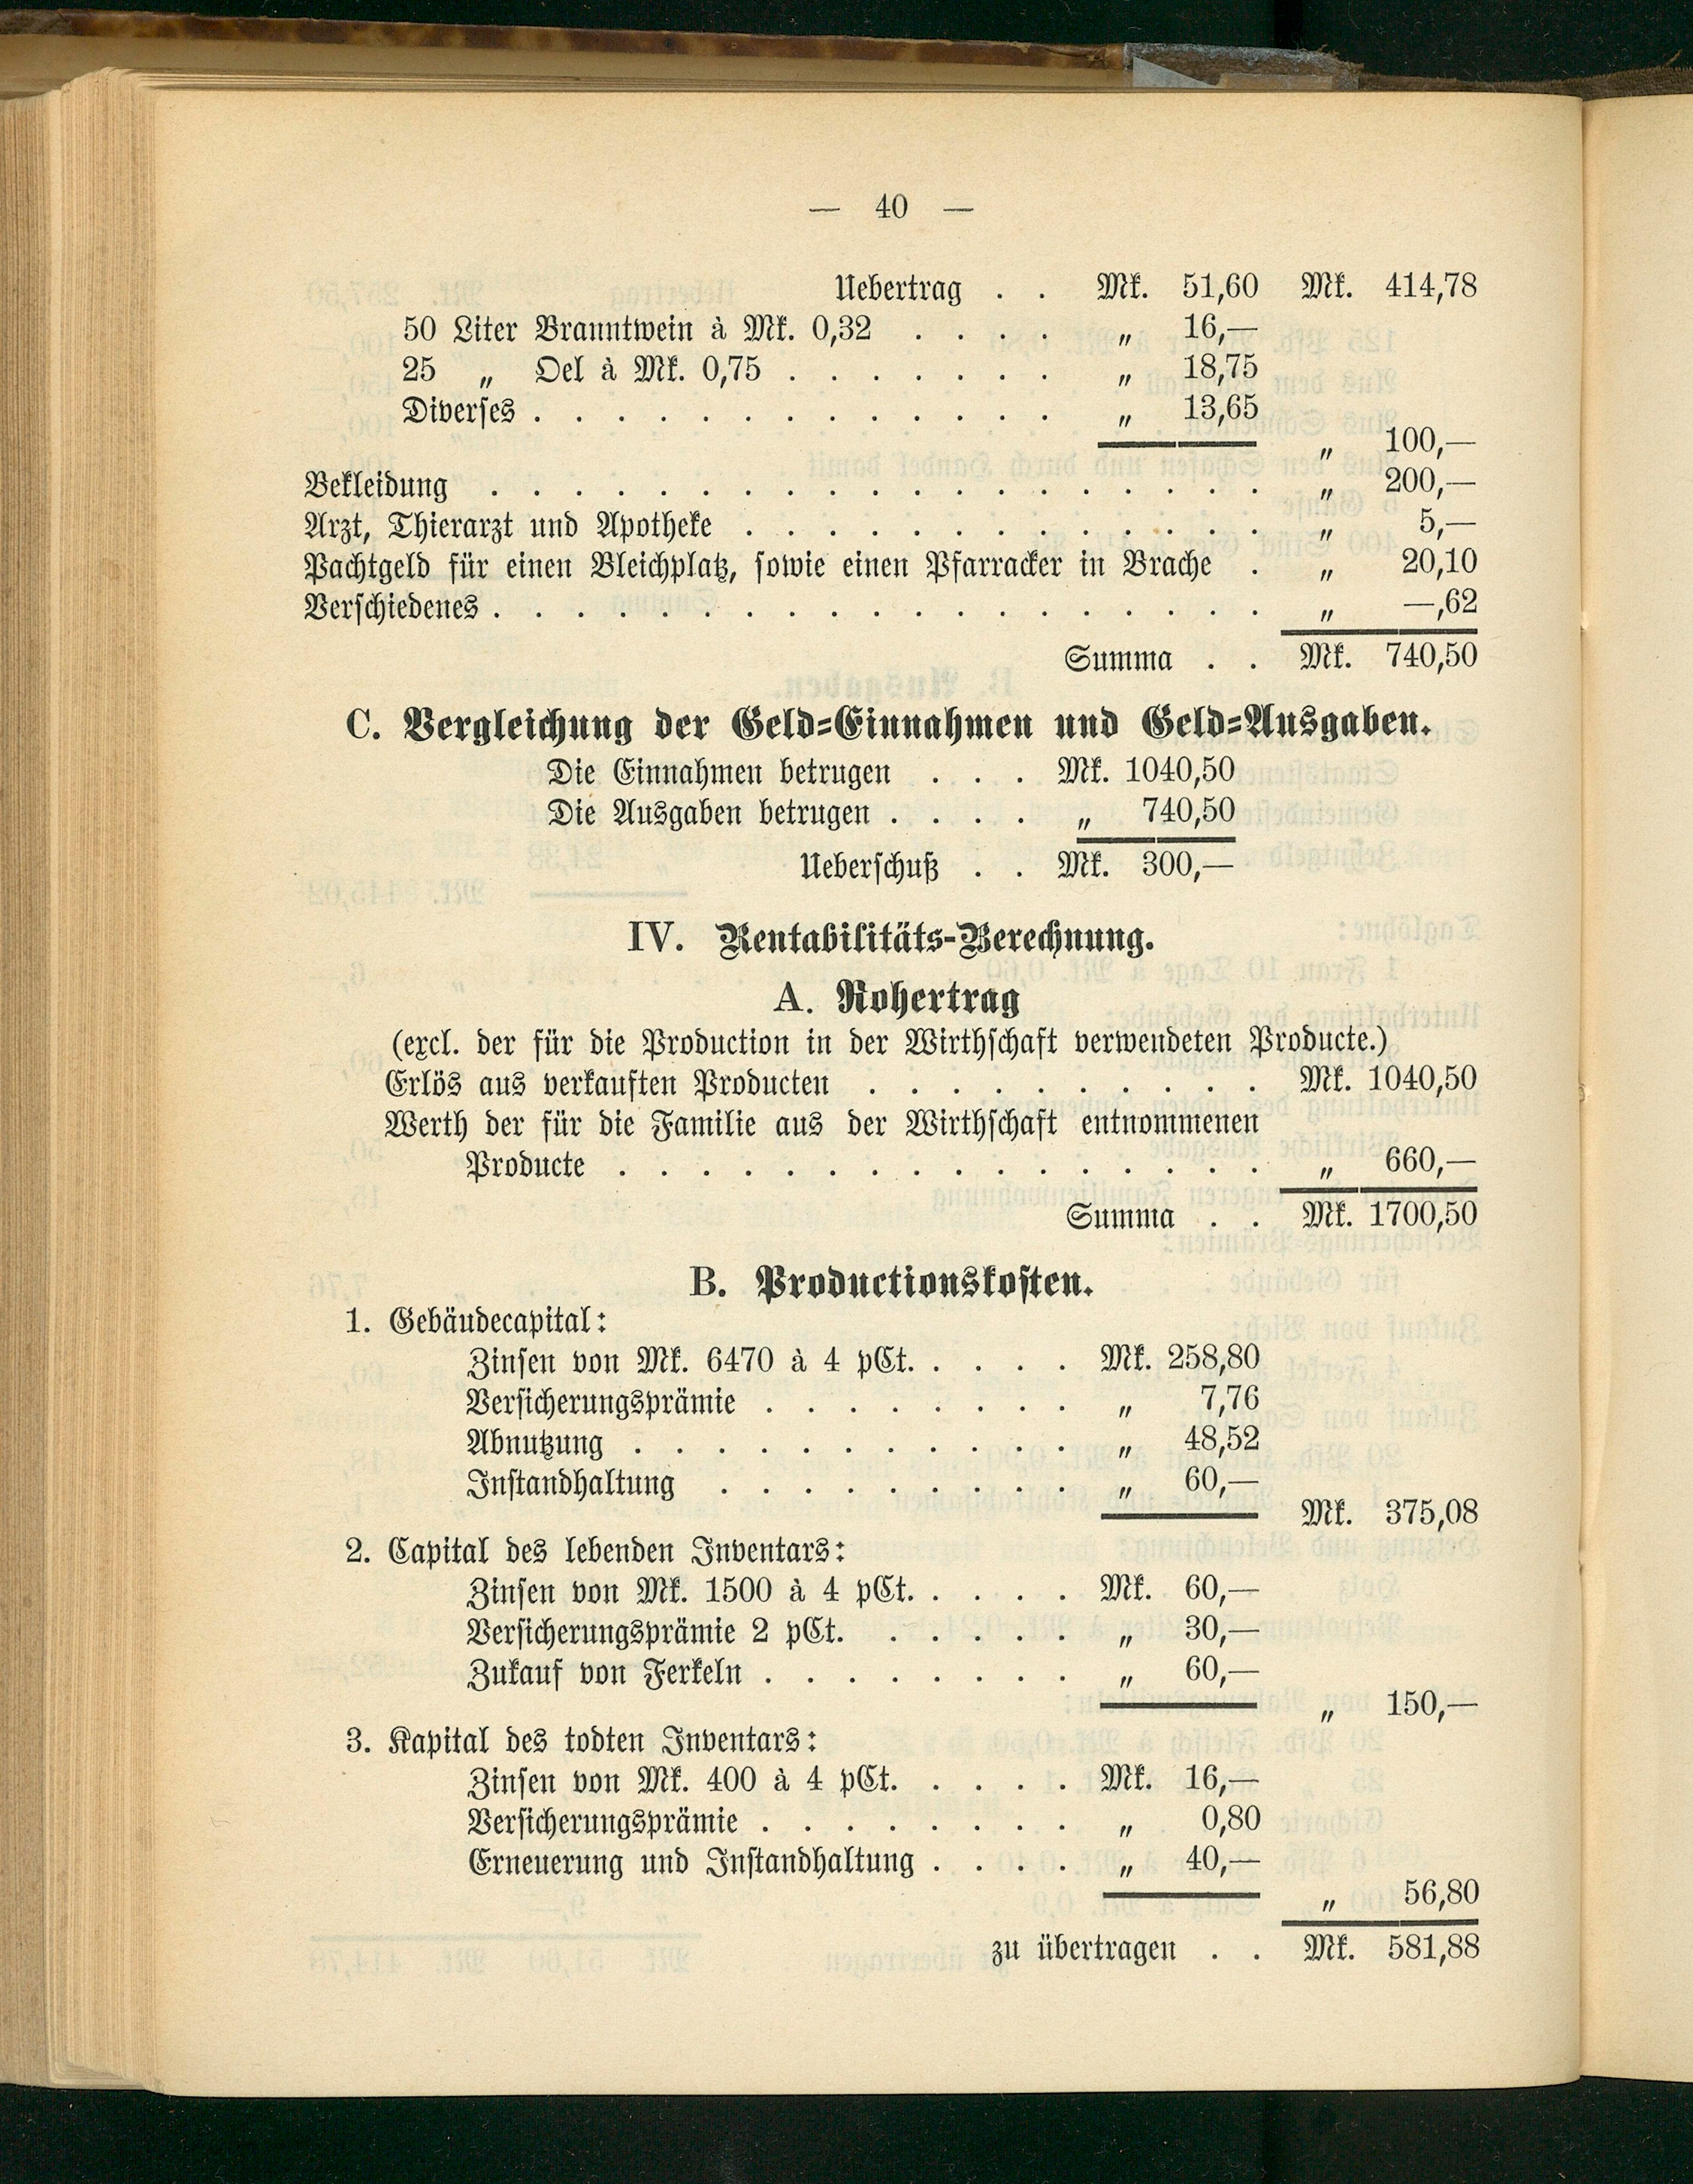 — 40 —
Uebertrag . . Mk. 51,60 Mk. 414,78
50 Liter Branntwein à Mk. 0,32 . . . . „ 16,—
25 „ Oel à Mk. 0,75 . . . . . . . „ 18,75
Diverses . . . . . . . . . . . . . „ 13,65
„ 100,—
Bekleidung . . . . . . . . . . . . . . . . . . . „ 200,—
Arzt, Thierarzt und Apotheke . . . . . . . . . . . . . „ 5,—
Pachtgeld für einen Bleichplatz, sowie einen Pfarracker in Brache . „ 20,10
Verschiedenes . . . . . . . . . . . . . . . . . . . „ —,62
Summa . . Mk. 740,50
C. Vergleichung der Geld=Einnahmen und Geld=Ausgaben.
Die Einnahmen betrugen . . . Mk. 1040,50
Die Ausgaben betrugen . . . . „ 740,50
Ueberschuß . . Mk. 300,—
IV. Rentabilitäts-Berechnung.
A. Rohertrag
(excl. der für die Production in der Wirthschaft verwendeten Producte.)
Erlös aus verkauften Producten . . . . . . . . . . Mk. 1040,50
Werth der für die Familie aus der Wirthschaft entnommenen
Producte . . . . . . . . . . . . . . . . „ 660,—
Summa . . Mk. 1700,50
B. Productionskosten.
1. Gebäudecapital:
Zinsen von Mk. 6470 à 4 pCt. . . . . Mk. 258,80
Versicherungsprämie . . . . . . . . „ 7,76
Abnutzung . . . . . . . . . . . „ 48,52
Instandhaltung . . . . . . . . . „ 60,—
Mk. 375,08
2. Capital des lebenden Inventars:
Zinsen von Mk. 1500 à 4 pCt. . . . . Mk. 60,—
Versicherungsprämie 2 pCt. . . . . . „ 30,—
Zukauf von Ferkeln . . . . . . . . „ 60,—
„ 150,—
3. Kapital des todten Inventars:
Zinsen von Mk. 400 à 4 pCt. . . . . Mk. 16,—
Versicherungsprämie . . . . . . . . „ 0,80
Erneuerung und Instandhaltung . . . . „ 40,—
„ 56,80
zu übertragen . . Mk. 581,88